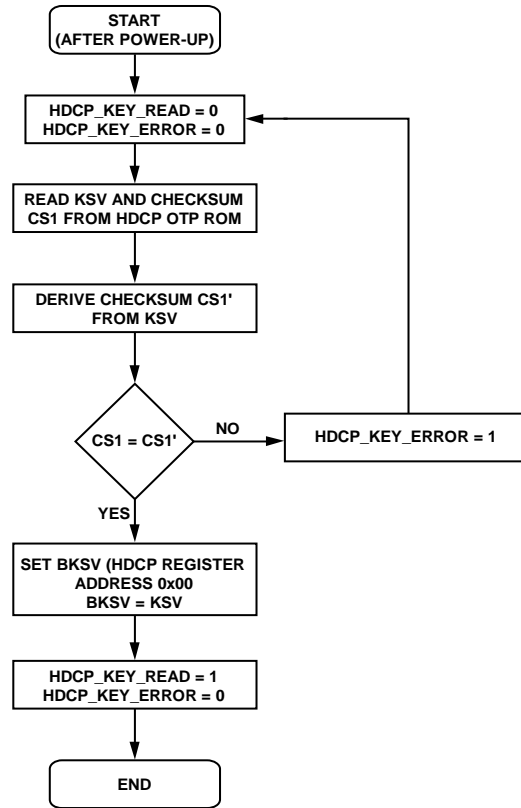 START
(AFTER POWER-UP)
HDCP_KEY_READ = 0
HDCP_KEY_ERROR = 0
READ KSV AND CHECKSUM
CS1 FROM HDCP OTP ROM
DERIVE CHECKSUM CS1'
FROM KSV
CS1 = CS1'
NO
HDCP_KEY_ERROR = 1
YES
SET BKSV (HDCP REGISTER
ADDRESS 0x00
BKSV = KSV
HDCP_KEY_READ = 1
HDCP_KEY_ERROR = 0
END